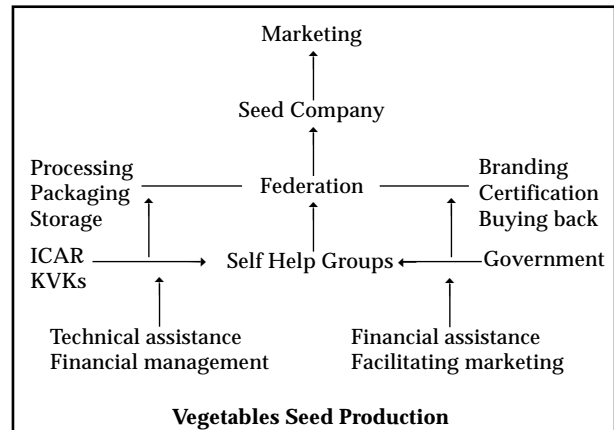 Marketing
Seed Company
Processing
Packaging
Storage
Federation
Branding
Certification
Buying back
ICAR
KVKs
Self Help Groups
Government
Technical assistance
Financial management
Financial assistance
Facilitating marketing
Vegetables Seed Production